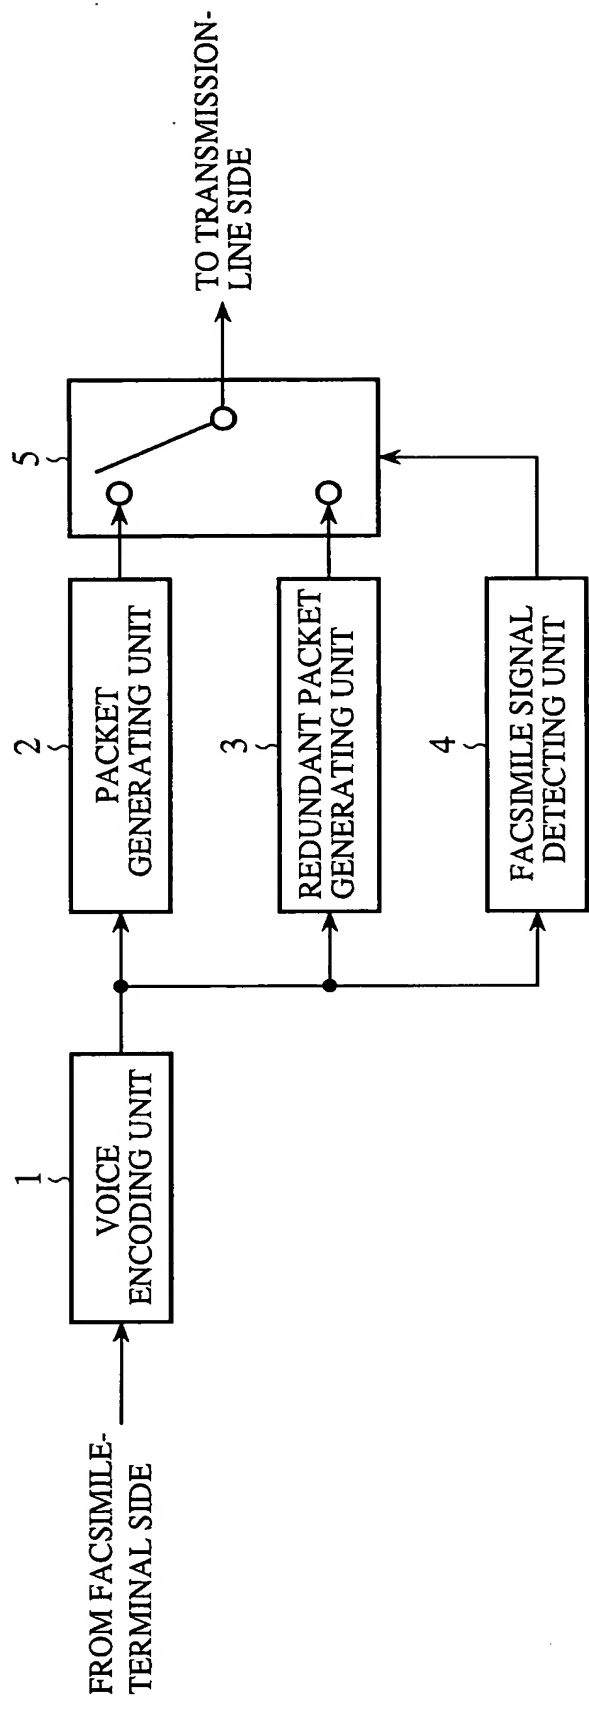 FROM FACSIMILE-
TERMINAL SIDE
1
VOICE
ENCODING UNIT
2
PACKET
GENERATING UNIT
3
REDUNDANT PACKET
GENERATING UNIT
4
FACSIMILE SIGNAL
DETECTING UNIT
5
TO TRANSMISSION-
LINE SIDE